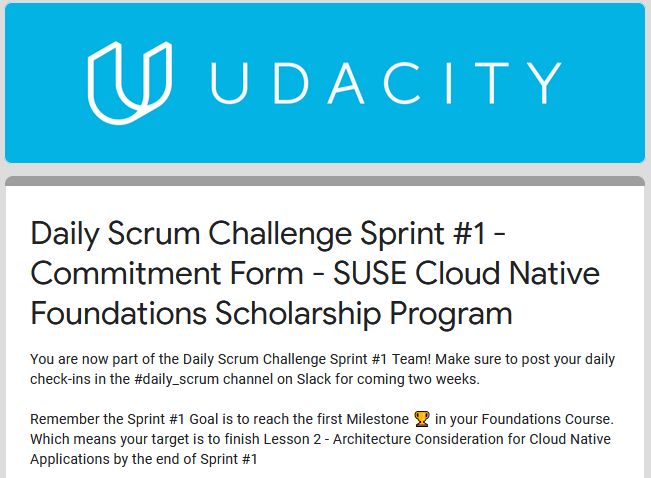 UDACITY
Daily Scrum Challenge Sprint #1 -
Commitment Form - SUSE Cloud Native
Foundations Scholarship Program
You are now part of the Daily Scrum Challenge Sprint #1 Team! Make sure to post your daily
check-ins in the #daily_scrum channel on Slack for coming two weeks.
Remember the Sprint #1 Goal is to reach the first Milestone 🏆 in your Foundations Course.
Which means your target is to finish Lesson 2 - Architecture Consideration for Cloud Native
Applications by the end of Sprint #1